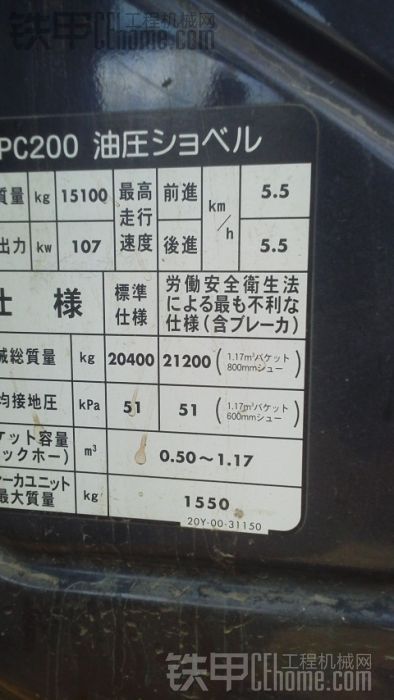 铁甲 工程机械网
CEhome.com
PC200 油圧ショベル
質量 kg 15100 最高走行速度 前進 km/h 5.5
出力 kw 107 後進 5.5
仕様 標準仕様 労働安全衛生法
による最も不利な
仕様(含ブレーカ)
械総質量 kg 20400 21200 (1.17m³バケット
800mmシュー)
均接地圧 kPa 51 51 (1.17m³バケット
600mmシュー)
ケット容量
ックホー) m³ 0.50～1.17
ーカユニット
最大質量 kg 1550
20Y-00-31150
铁甲 工程机械网
CEhome.com